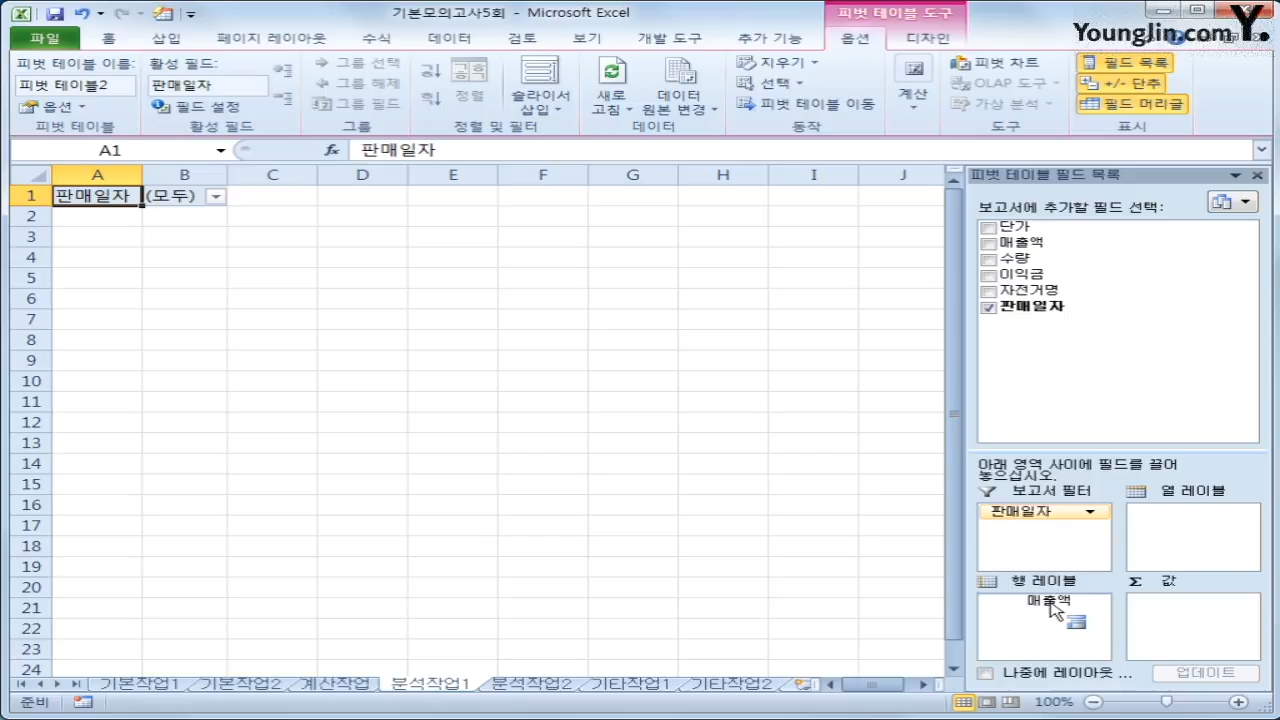 기본모의고사5회 - Microsoft Excel
피벗 테이블 도구
Younglin.com Y.
파일 홈 삽입 페이지 레이아웃 수식 데이터 검토 보기 개발 도구 추가 기능 옵션 디자인
피벗 테이블 이름: 활성 필드: 그룹 선택 지우기 피벗 차트 필드 목록
피벗 테이블2 판매일자 그룹 해제 선택 OLAP 도구 +/- 단추
옵션 필드 설정 그룹 필드 정렬 슬라이서 삽입 새로 고침 데이터 원본 변경 피벗 테이블 이동 계산 가상 분석 필드 머리글
피벗 테이블 활성 필드 그룹 정렬 및 필터 데이터 동작 도구 표시
A1 fx 판매일자
A B C D E F G H I J
1 판매일자 (모두)
2
3
4
5
6
7
8
9
10
11
12
13
14
15
16
17
18
19
20
21
22
23
24
피벗 테이블 필드 목록
보고서에 추가할 필드 선택:
단가
매출액
수량
이익금
자전거명
판매일자
아래 영역 사이에 필드를 끌어
놓으십시오.
보고서 필터 열 레이블
판매일자
행 레이블 Σ 값
매출액
나중에 레이아웃 ... 업데이트
기본작업1 기본작업2 계산작업 분석작업1 분석작업2 기타작업1 기타작업2
준비 100%